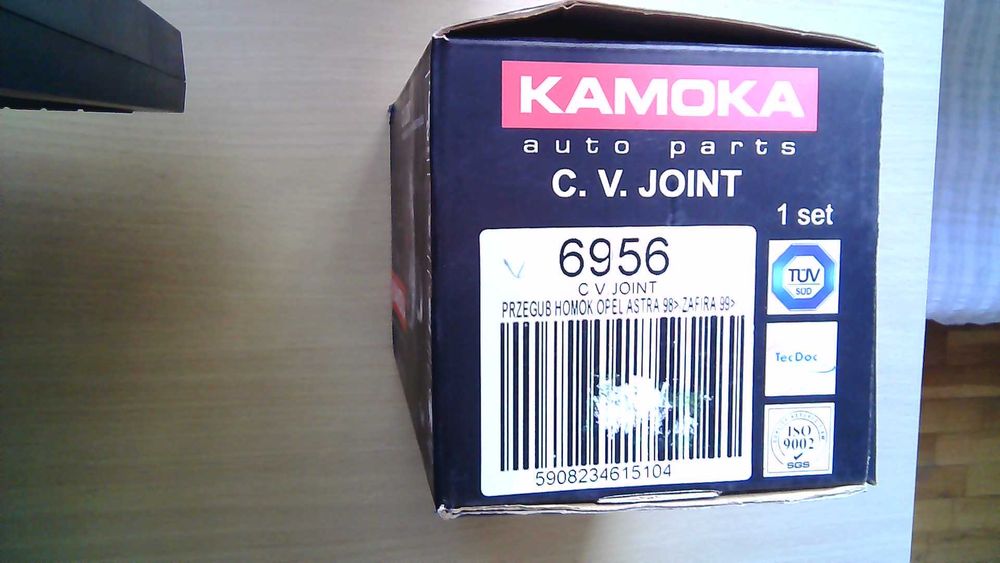 KAMOKA
auto parts
C. V. JOINT
1 set
6956
C V JOINT
PRZEGUB HOMOK OPEL ASTRA 98> ZAFIRA 99>
5908234615104
TÜV
SÜD
TecDoc
ISO
9002
SGS